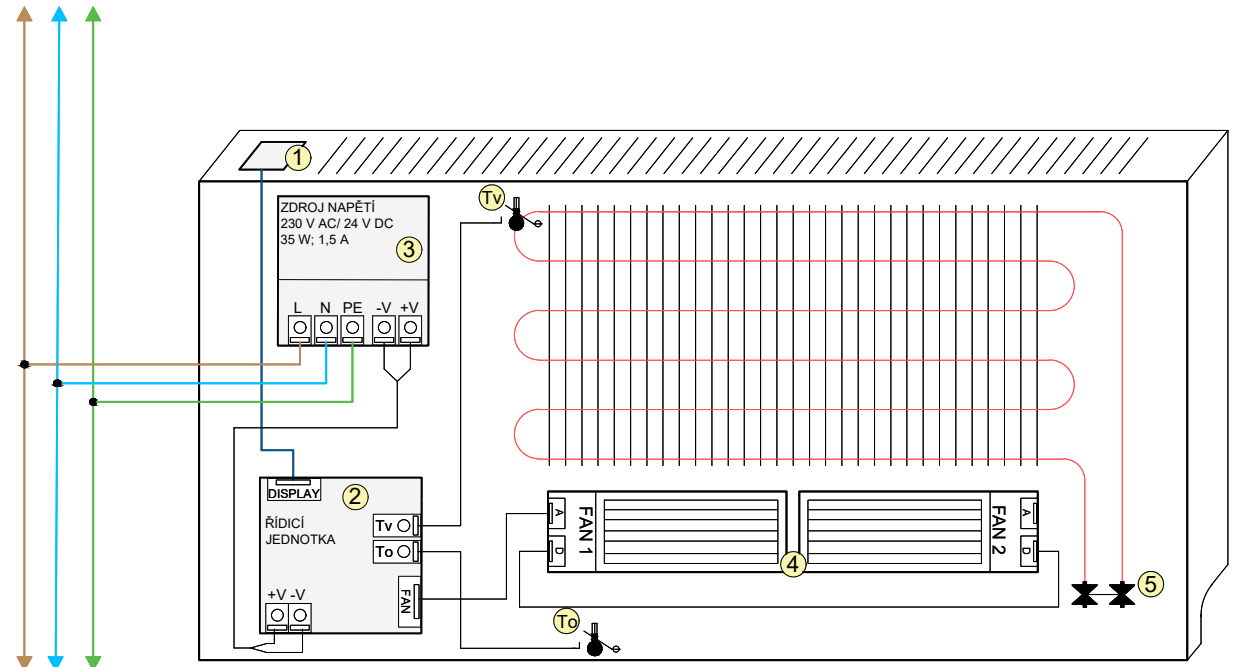 1
ZDROJ NAPĚTÍ
230 V AC/ 24 V DC
35 W; 1,5 A
3
L N PE -V +V
Tv
DISPLAY
2
ŘÍDICÍ
JEDNOTKA
Tv
To
FAN
+V -V
A
D
FAN 1
4
FAN 2
A
D
5
To